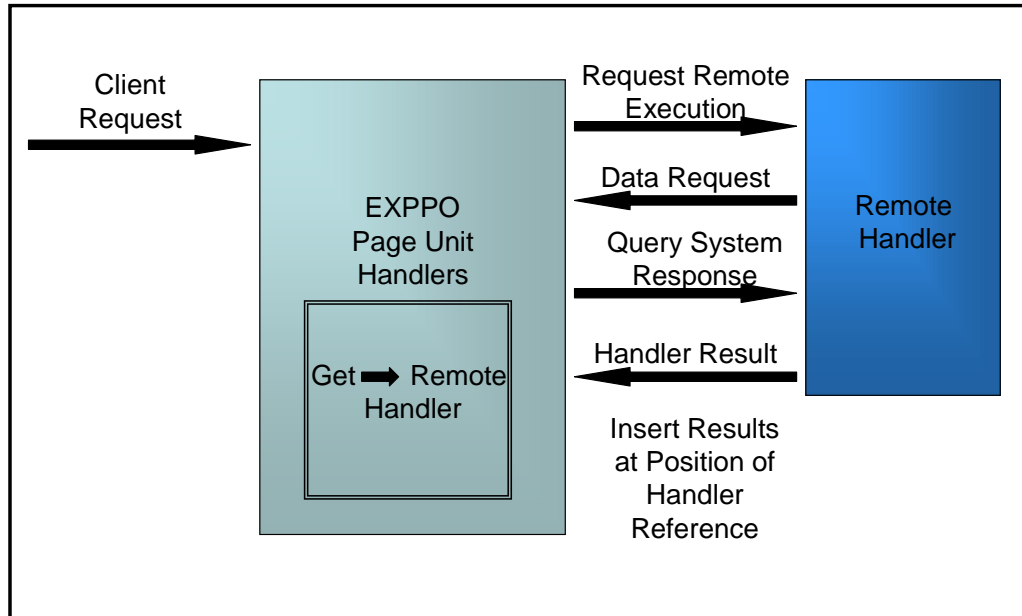 Client
Request
EXPPO
Page Unit
Handlers
Get Remote
Handler
Request Remote
Execution
Data Request
Query System
Response
Handler Result
Insert Results
at Position of
Handler
Reference
Remote
Handler